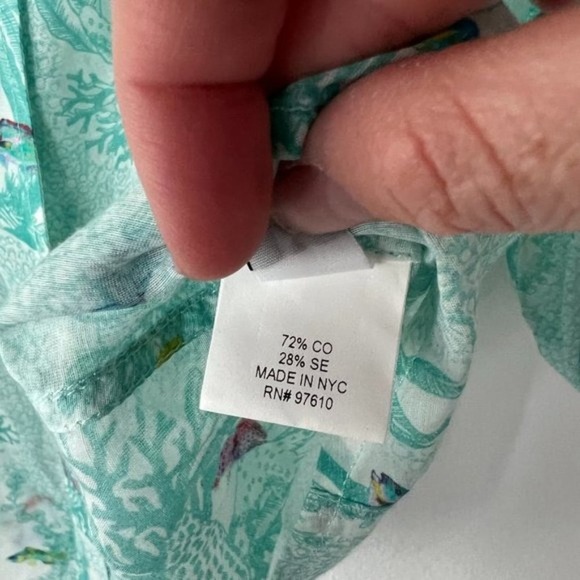 72% CO
28% SE
MADE IN NYC
RN# 97610